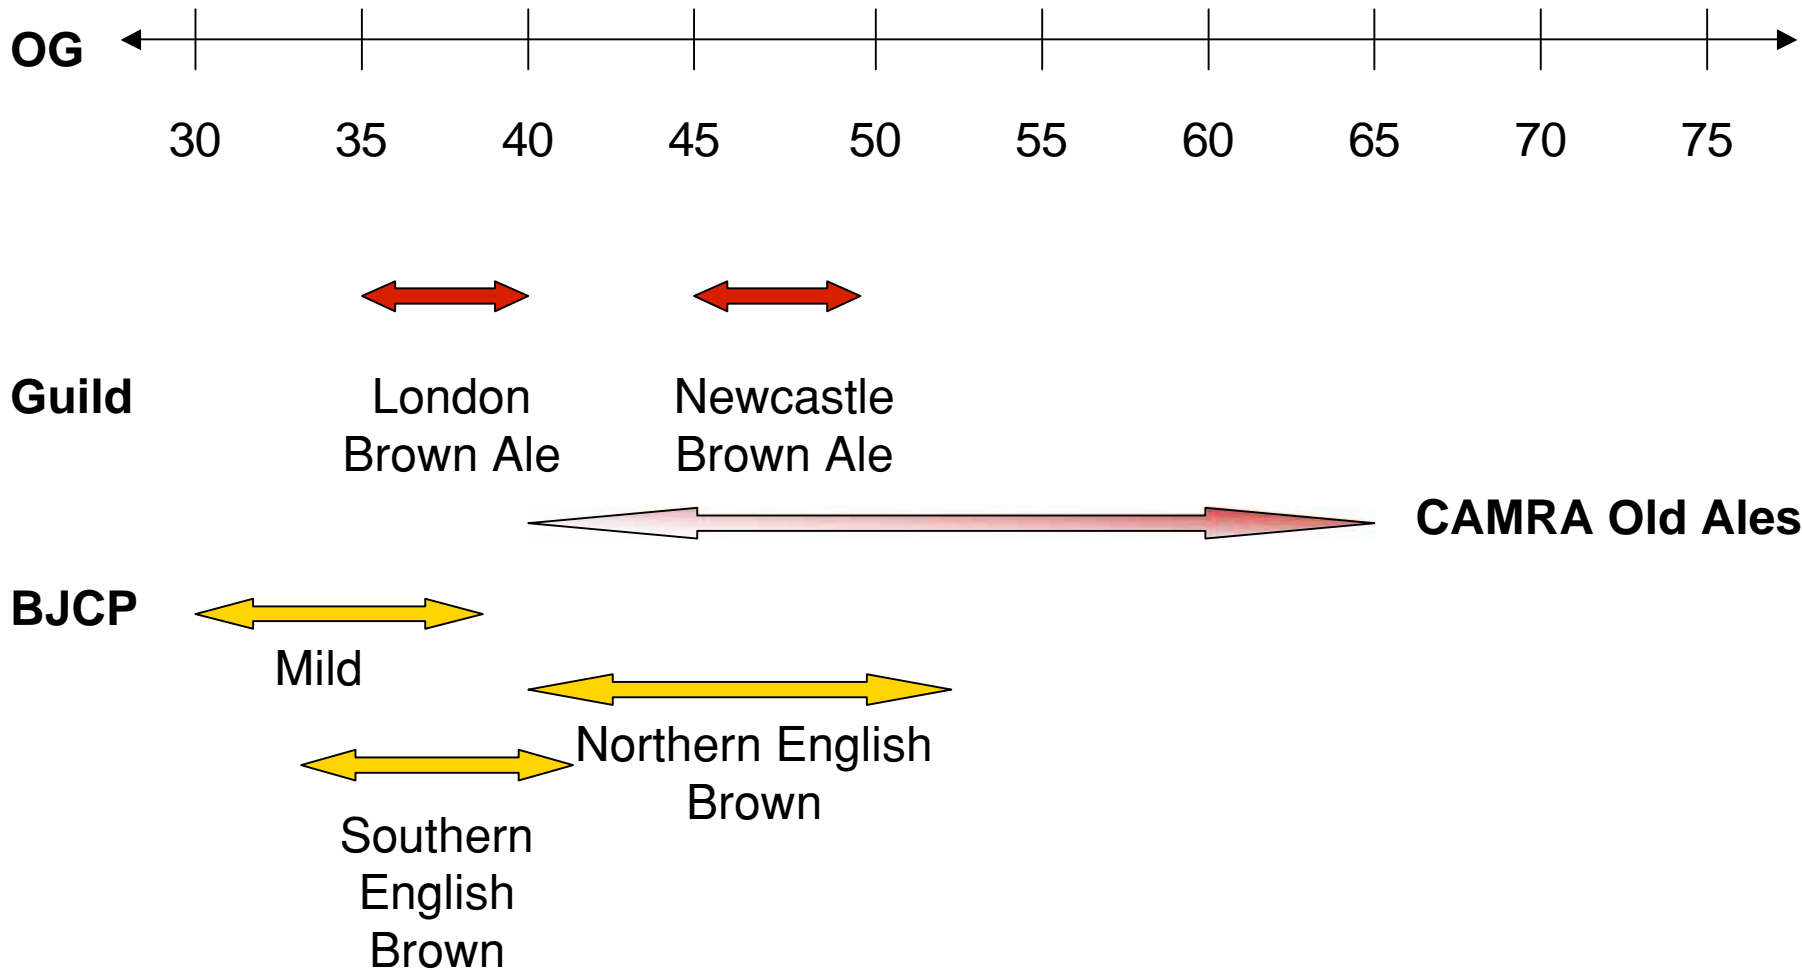 OG
30 35 40 45 50 55 60 65 70 75
Guild
London
Brown Ale
Newcastle
Brown Ale
CAMRA Old Ales
BJCP
Mild
Northern English
Brown
Southern
English
Brown